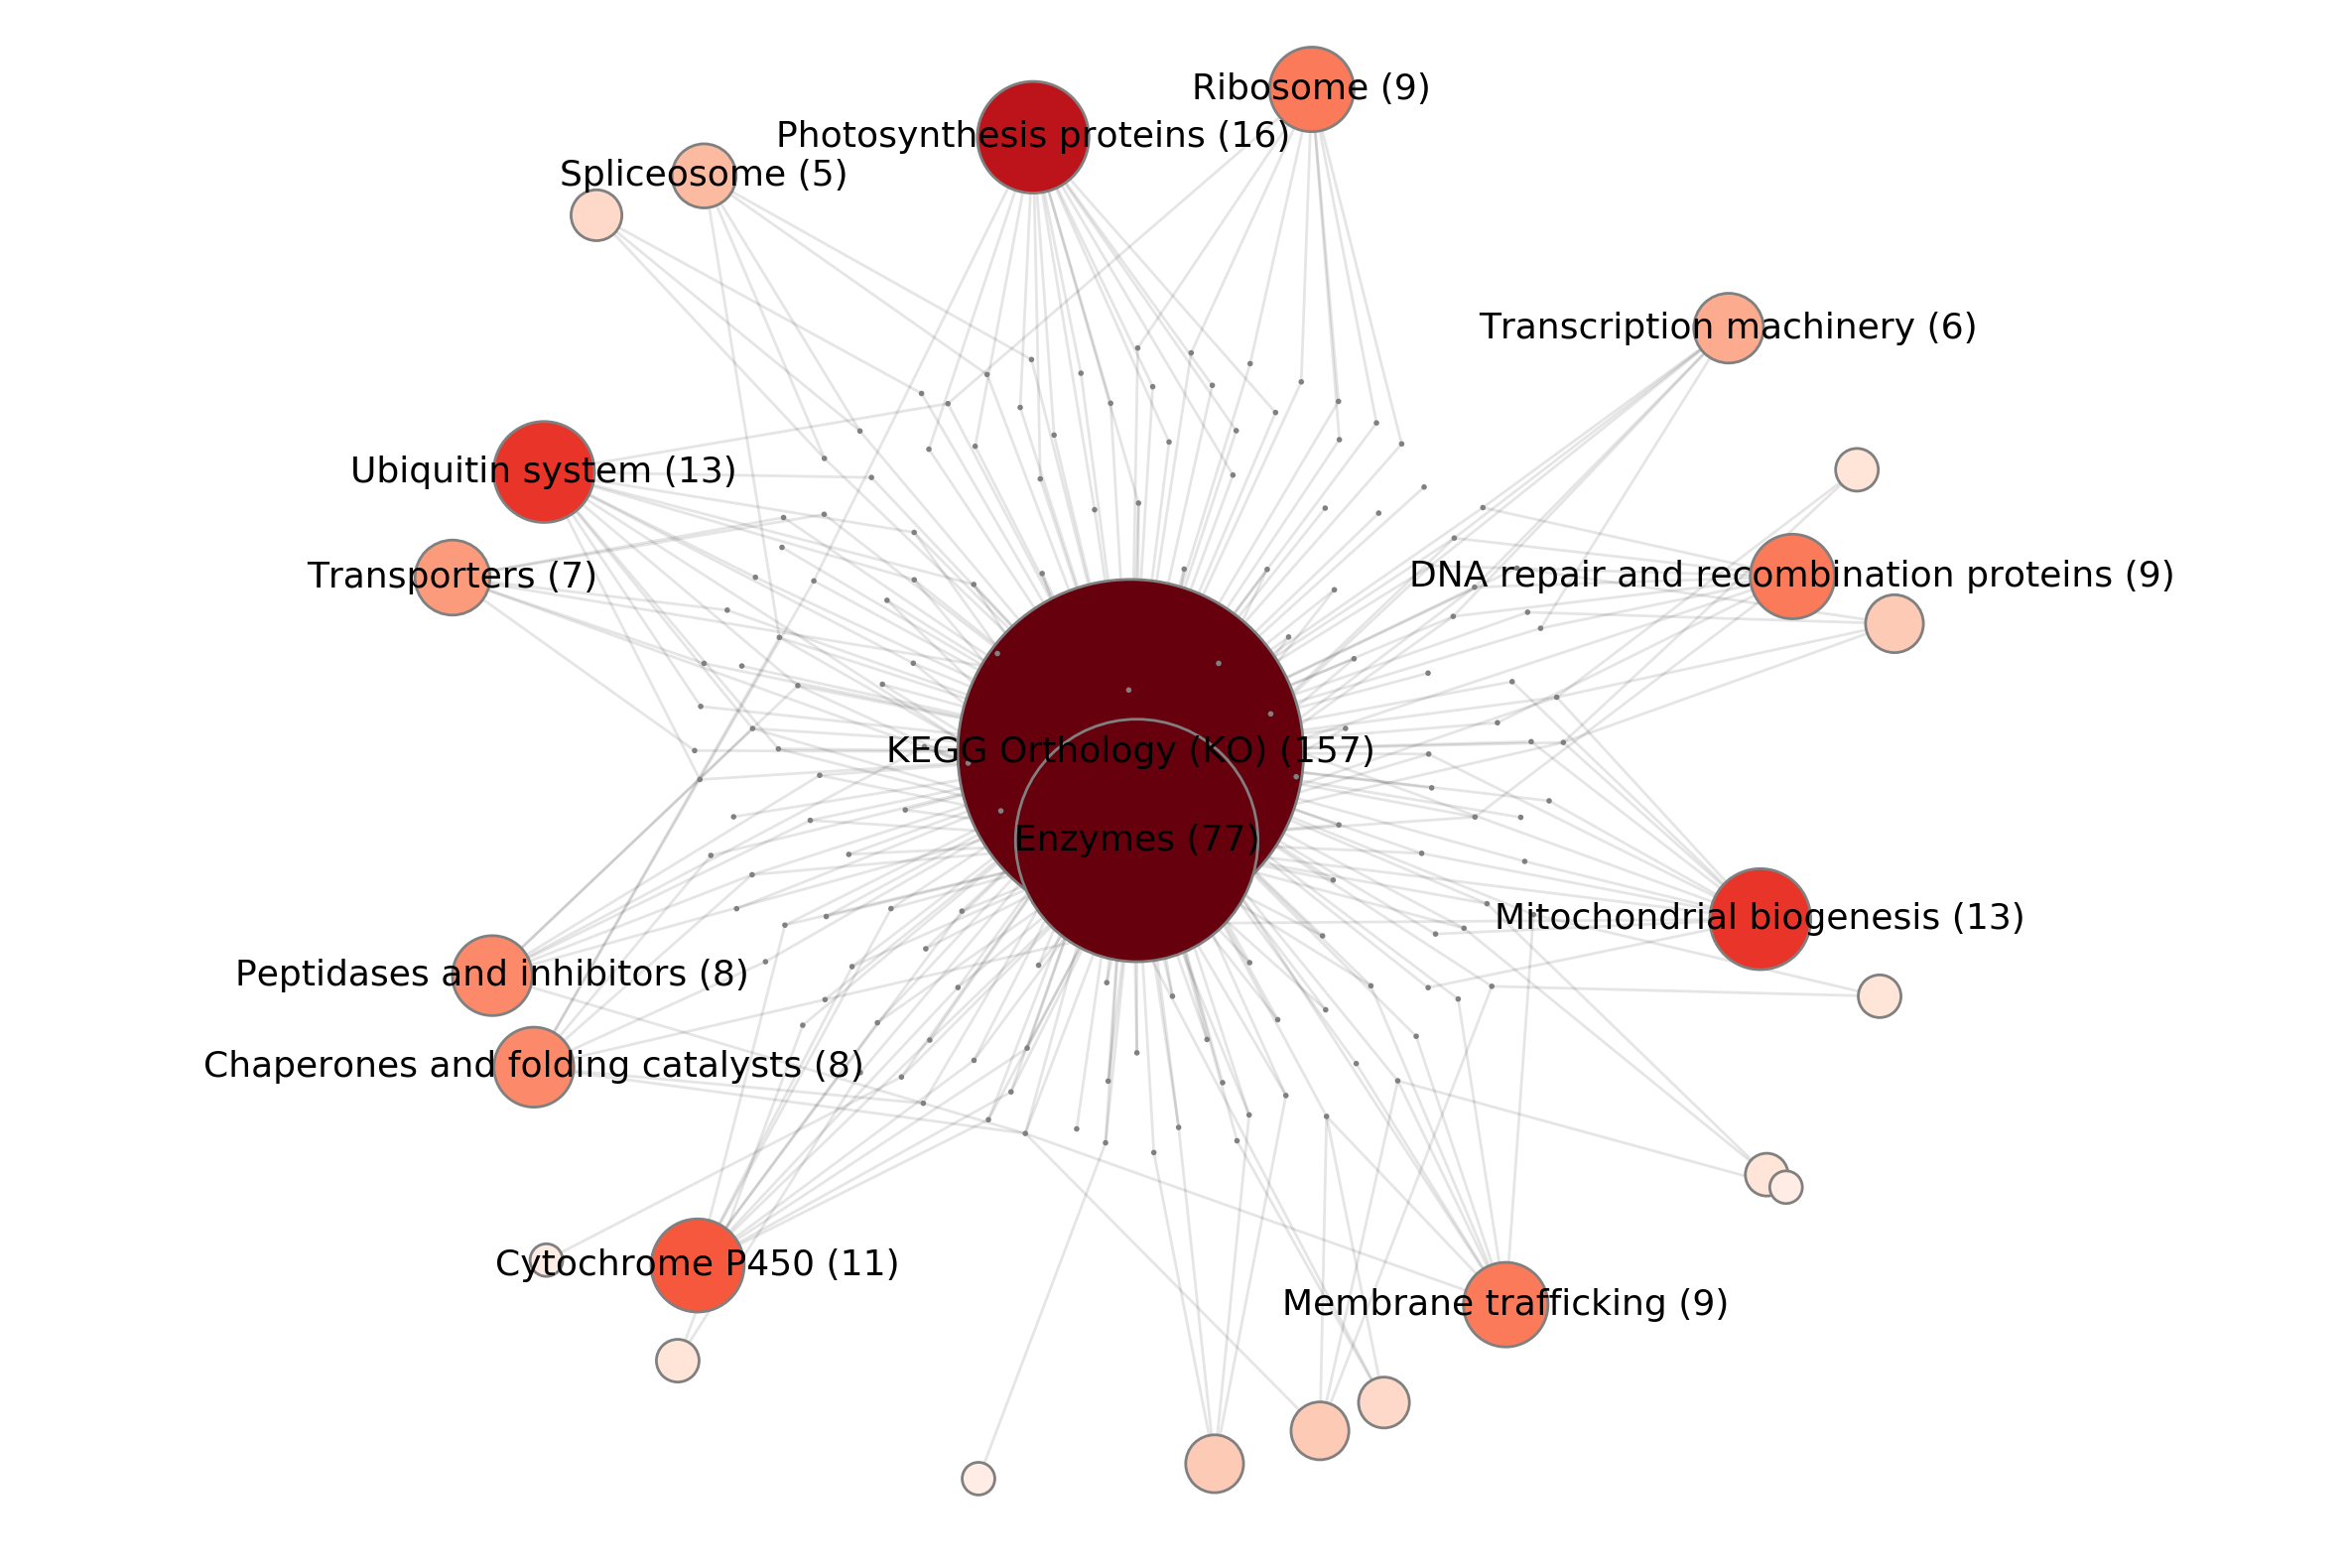 Ribosome (9)
Photosynthesis proteins (16)
Spliceosome (5)
Transcription machinery (6)
Ubiquitin system (13)
Transporters (7)
DNA repair and recombination proteins (9)
KEGG Orthology (KO) (157)
Enzymes (77)
Mitochondrial biogenesis (13)
Peptidases and inhibitors (8)
Chaperones and folding catalysts (8)
Cytochrome P450 (11)
Membrane trafficking (9)